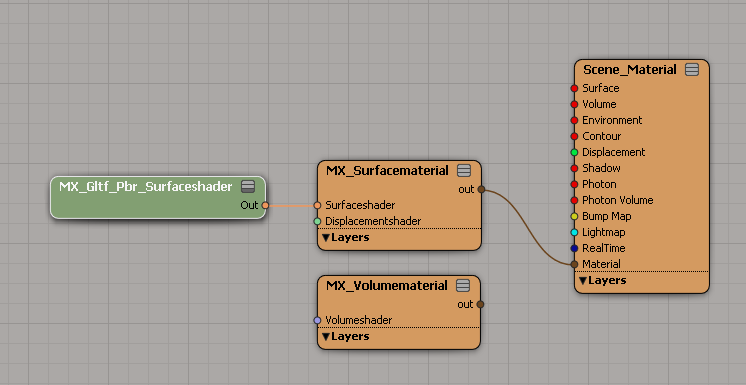 MX_Gltf_Pbr_Surfaceshader
Out
MX_Surfacematerial
out
Surfaceshader
Displacementshader
▼Layers
MX_Volumematerial
out
Volumeshader
▼Layers
Scene_Material
Surface
Volume
Environment
Contour
Displacement
Shadow
Photon
Photon Volume
Bump Map
Lightmap
RealTime
Material
▼Layers